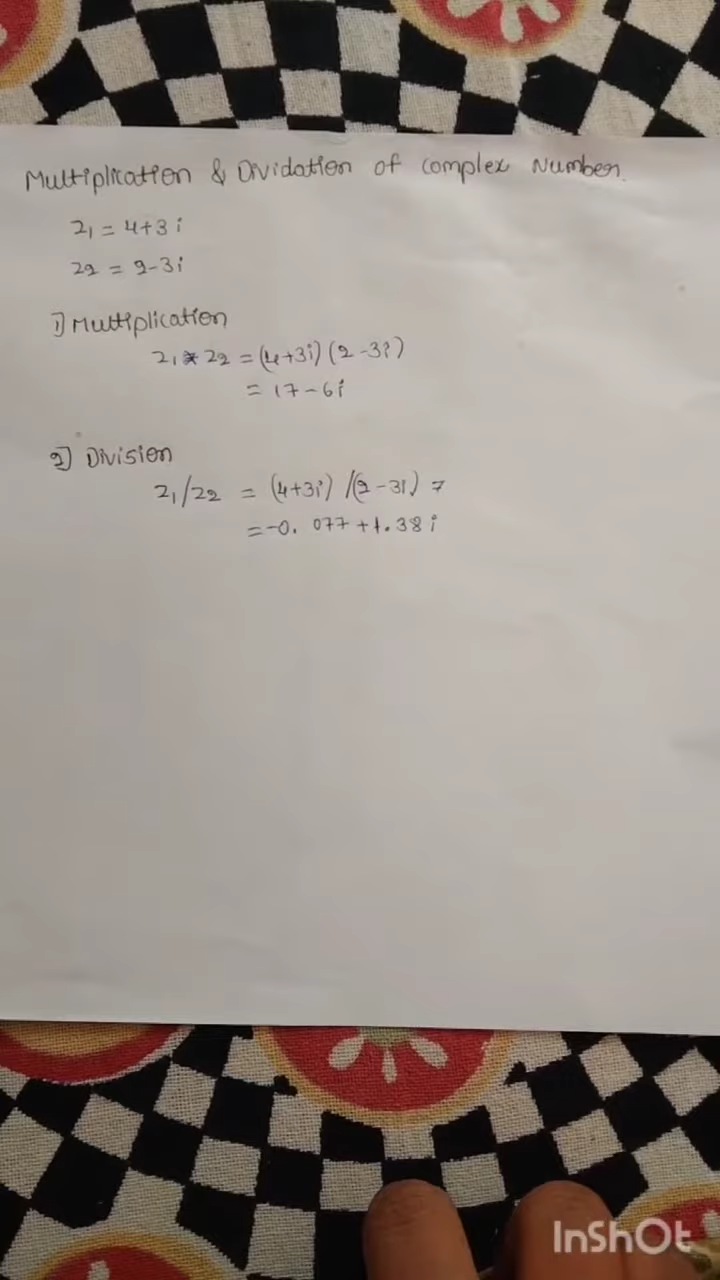 Multiplication & Dividation of complex Number.
z1 = 4+3i
z2 = 2-3i
1] Multiplication
z1 * z2 = (4+3i) (2-3i)
= 17-6i
2] Division
z1/z2 = (4+3i) /(2-3i) 7
= -0.077+1.38i
InShOt